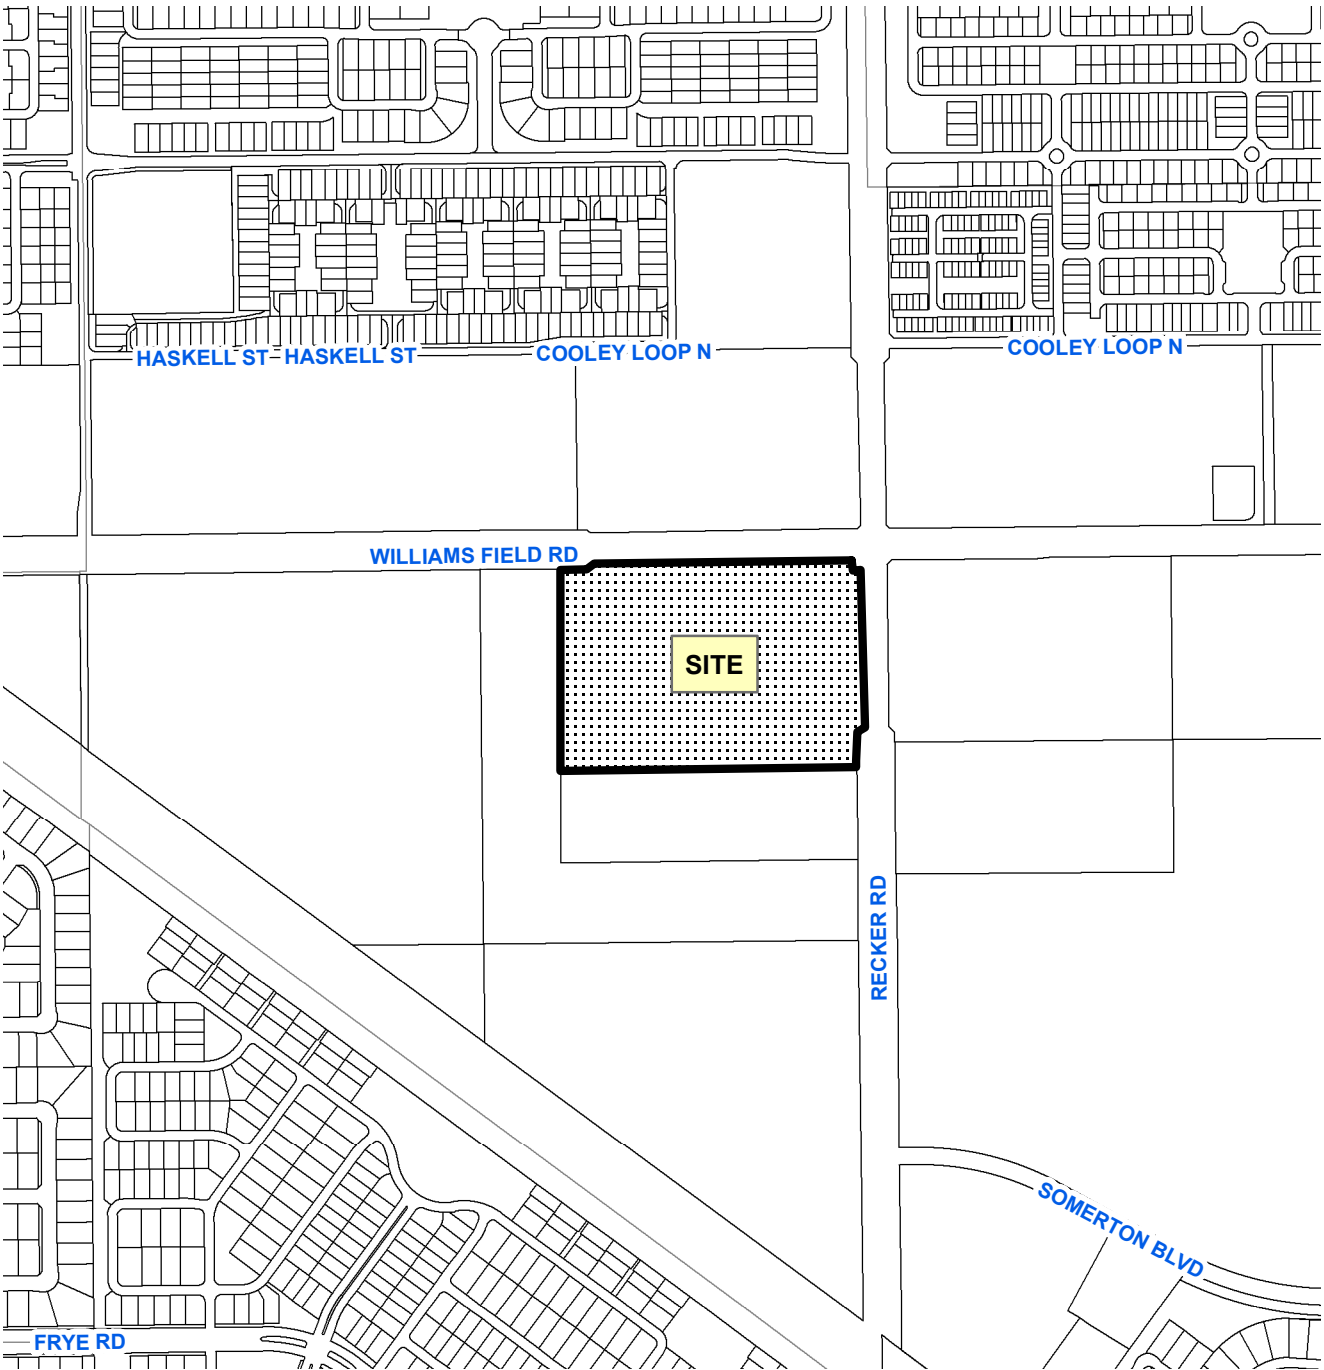 HASKELL ST
HASKELL ST
COOLEY LOOP N
COOLEY LOOP N
WILLIAMS FIELD RD
SITE
RECKER RD
SOMERTON BLVD
FRYE RD